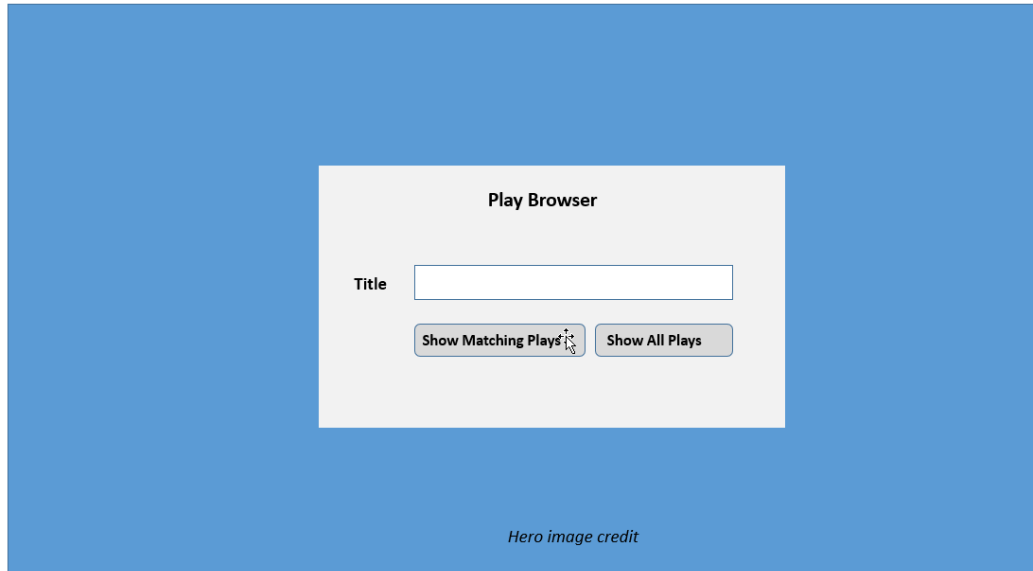 Play Browser
Title
Show Matching Plays
Show All Plays
Hero image credit